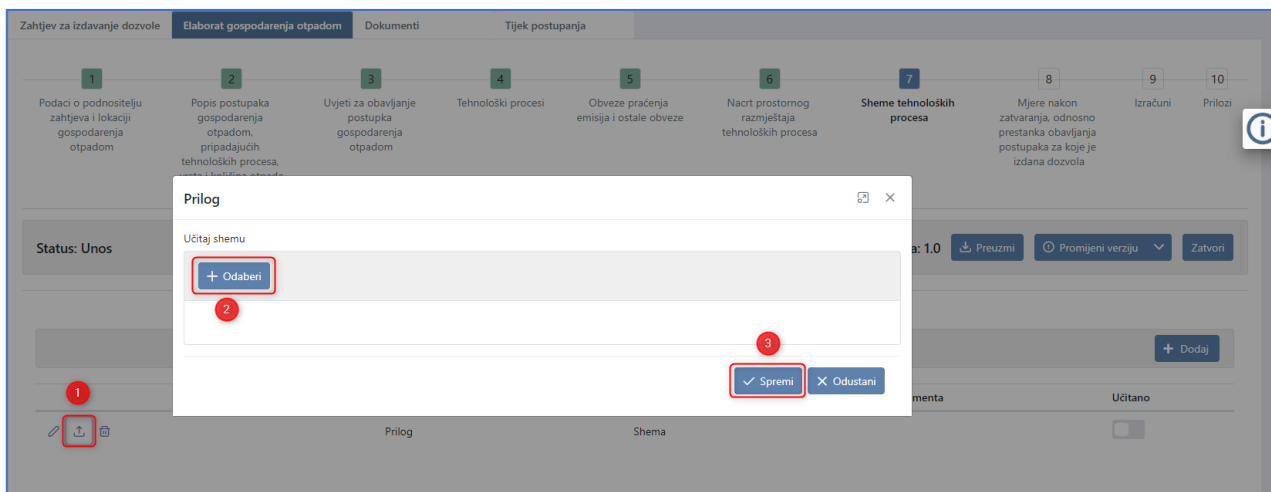 Zahtjev za izdavanje dozvole Elaborat gospodarenja otpadom Dokumenti Tijek postupanja
1 2 3 4 5 6 7 8 9 10
Podaci o podnositelju
zahtjeva i lokaciji
gospodarenja
otpadom
Popis postupaka
gospodarenja
otpadom,
pripadajućih
tehnoloških procesa,
Uvjeti za obavljanje
postupka
gospodarenja
otpadom
Tehnološki procesi
Obveze praćenja
emisija i ostale obveze
Nacrt prostornog
razmještaja
tehnoloških procesa
Sheme tehnoloških
procesa
Mjere nakon
zatvaranja, odnosno
prestanka obavljanja
postupaka za koje je
izdana dozvola
Izračuni
Prilozi
Prilog
Učitaj shemu
+ Odaberi
2
3
Spremi Odustani
Status: Unos
a: 1.0 Preuzmi Promijeni verziju Zatvori
+ Dodaj
1
menta Učitano
Prilog Shema